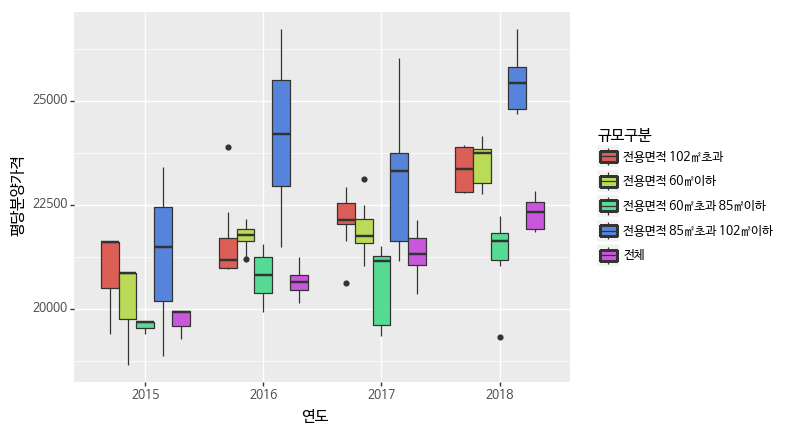 25000
22500
20000
평당분양가격
2015
2016
2017
2018
연도
규모구분
전용면적 102㎡초과
전용면적 60㎡이하
전용면적 60㎡초과 85㎡이하
전용면적 85㎡초과 102㎡이하
전체